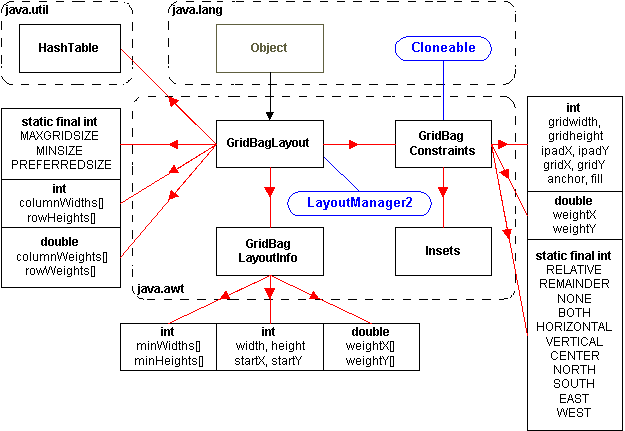 java.util
HashTable
java.lang
Object
Cloneable
static final int
MAXGRIDSIZE
MINSIZE
PREFERREDSIZE
int
columnWidths[]
rowHeights[]
double
columnWeights[]
rowWeights[]
GridBagLayout
GridBag
Constraints
LayoutManager2
GridBag
LayoutInfo
Insets
java.awt
int
gridwidth,
gridheight
ipadX, ipadY
gridX, gridY
anchor, fill
double
weightX
weightY
static final int
RELATIVE
REMAINDER
NONE
BOTH
HORIZONTAL
VERTICAL
CENTER
NORTH
SOUTH
EAST
WEST
int
minWidths[]
minHeights[]
int
width, height
startX, startY
double
weightX[]
weightY[]